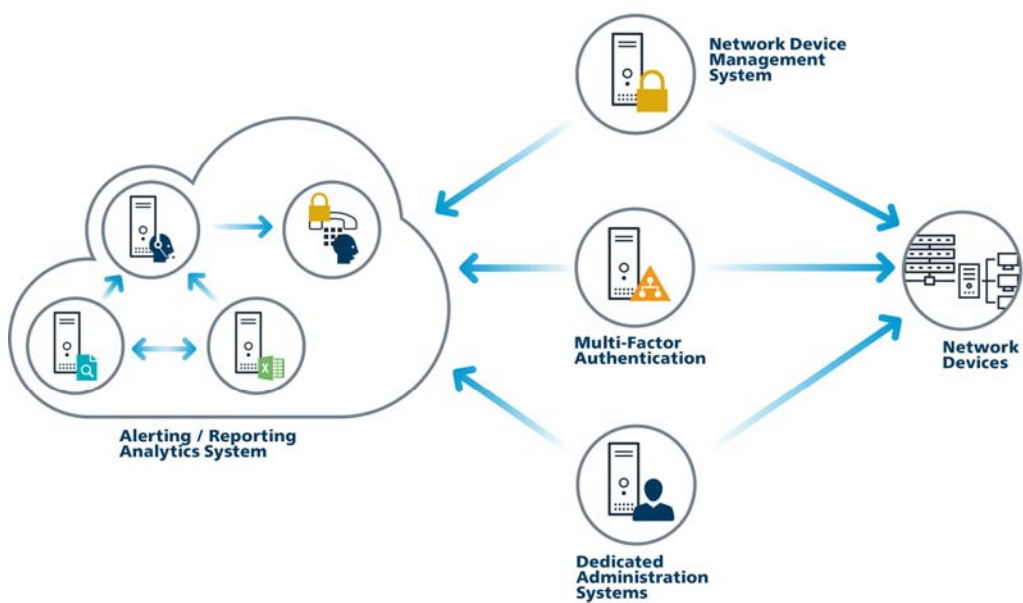 Network Device
Management
System
Multi-Factor
Authentication
Network
Devices
Alerting / Reporting
Analytics System
X
Dedicated
Administration
Systems